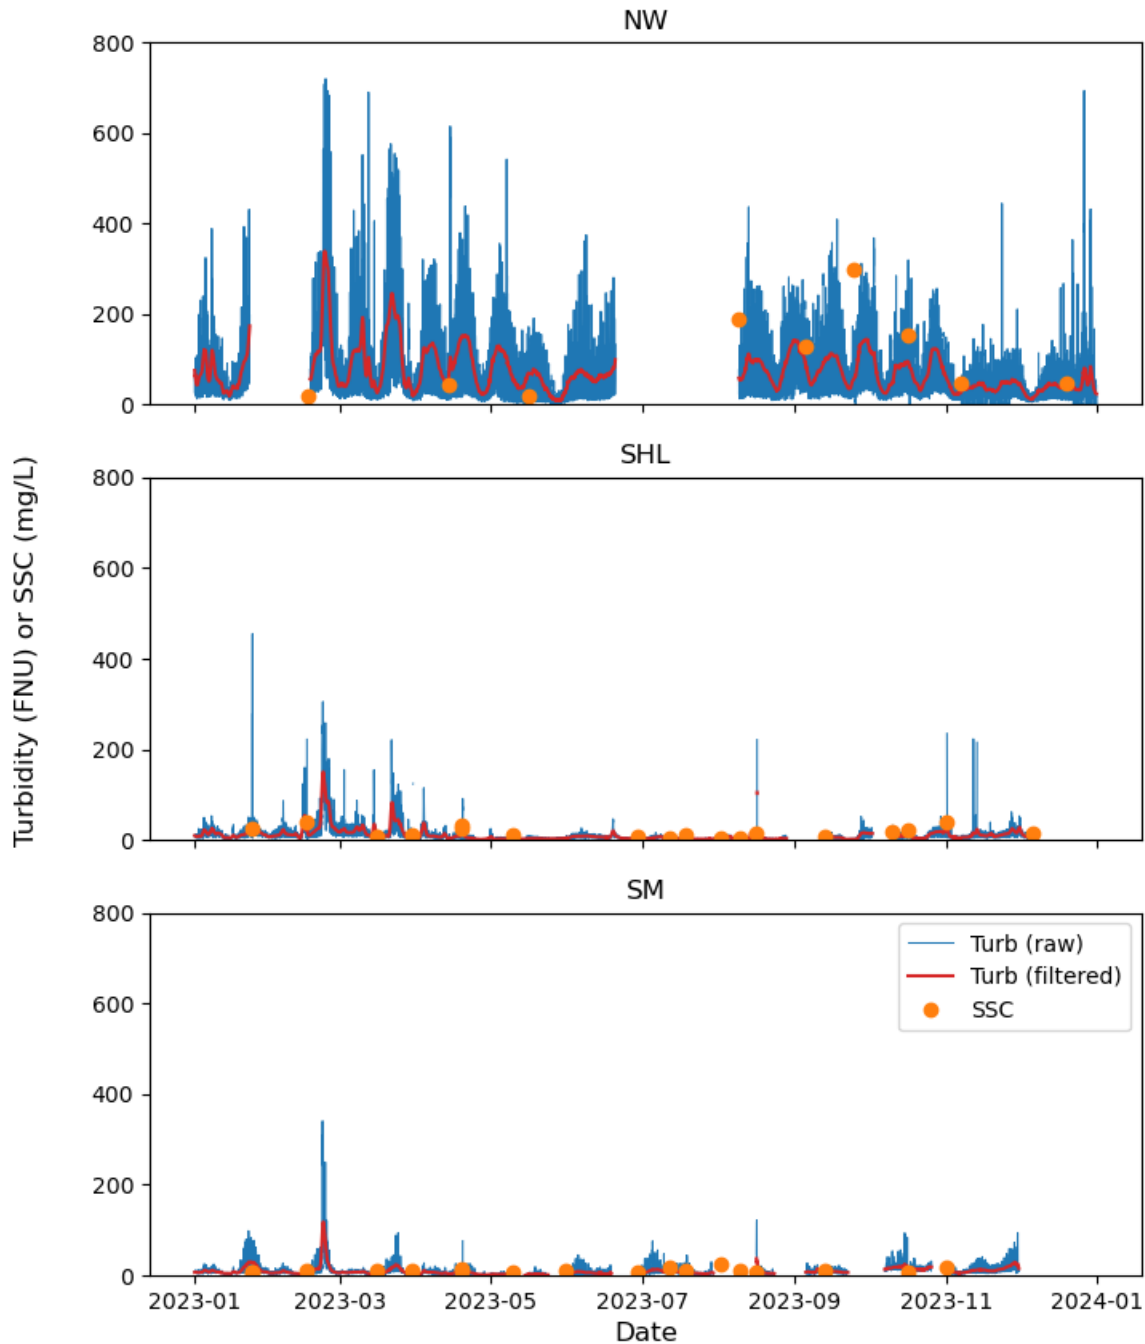 NW
800
600
400
200
0
SHL
800
600
400
200
0
Turbidity (FNU) or SSC (mg/L)
SM
800
600
400
200
0
Turb (raw)
Turb (filtered)
SSC
2023-01 2023-03 2023-05 2023-07 2023-09 2023-11 2024-01
Date